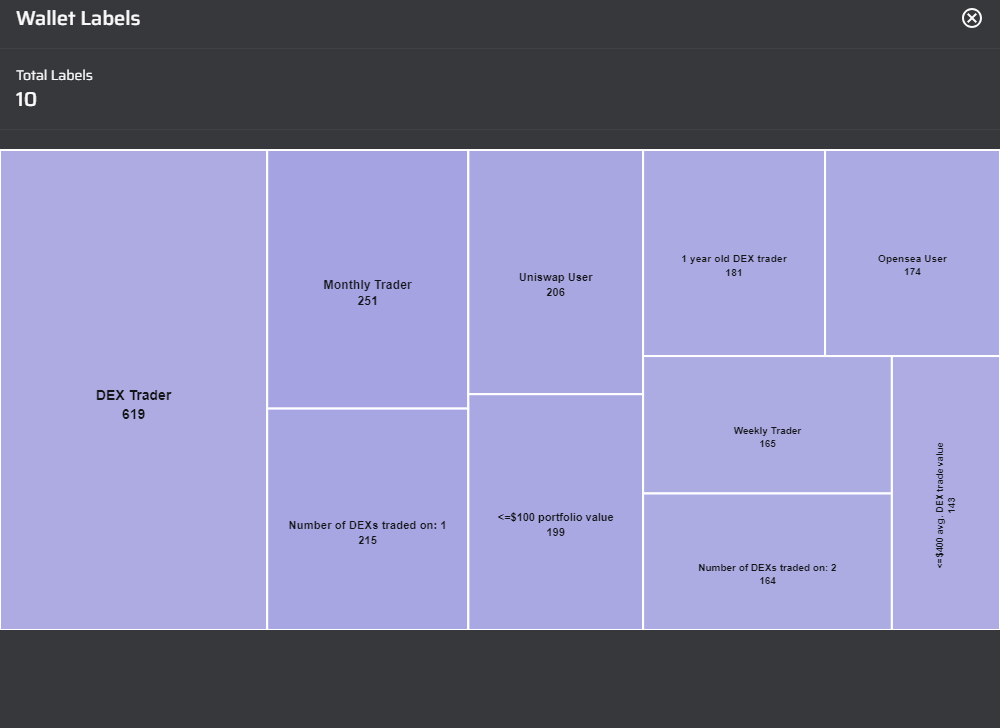 Wallet Labels
Total Labels
10
DEX Trader
619
Monthly Trader
251
Number of DEXs traded on: 1
215
Uniswap User
206
<=$100 portfolio value
199
1 year old DEX trader
181
Opensea User
174
Weekly Trader
165
Number of DEXs traded on: 2
164
<=$400 avg. DEX trade value
143